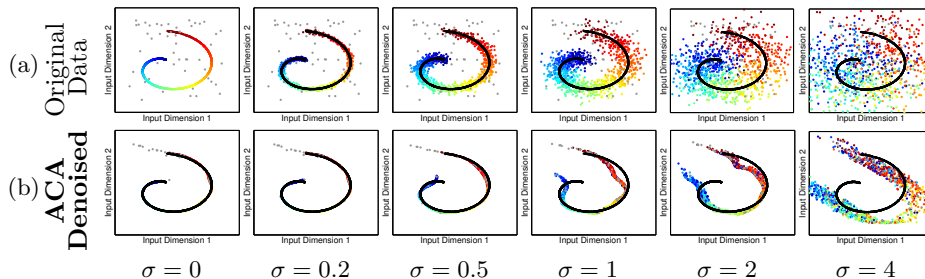 (a)
Original
Data
Input Dimension 2
Input Dimension 2
Input Dimension 2
Input Dimension 2
Input Dimension 2
Input Dimension 2
Input Dimension 1
Input Dimension 1
Input Dimension 1
Input Dimension 1
Input Dimension 1
Input Dimension 1
(b)
ACA
Denoised
Input Dimension 2
Input Dimension 2
Input Dimension 2
Input Dimension 2
Input Dimension 2
Input Dimension 2
Input Dimension 1
Input Dimension 1
Input Dimension 1
Input Dimension 1
Input Dimension 1
Input Dimension 1
σ = 0
σ = 0.2
σ = 0.5
σ = 1
σ = 2
σ = 4